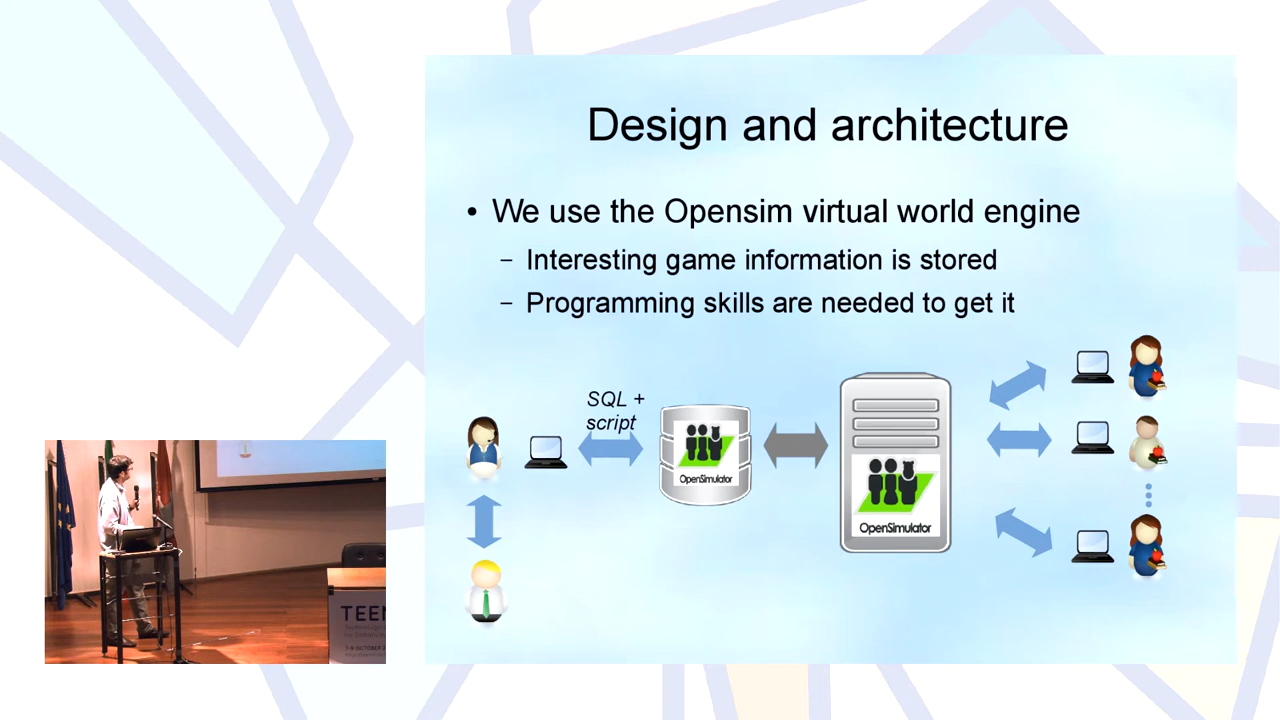 Design and architecture
• We use the Opensim virtual world engine
– Interesting game information is stored
– Programming skills are needed to get it
SQL +
script
OpenSimulator
OpenSimulator
TEE